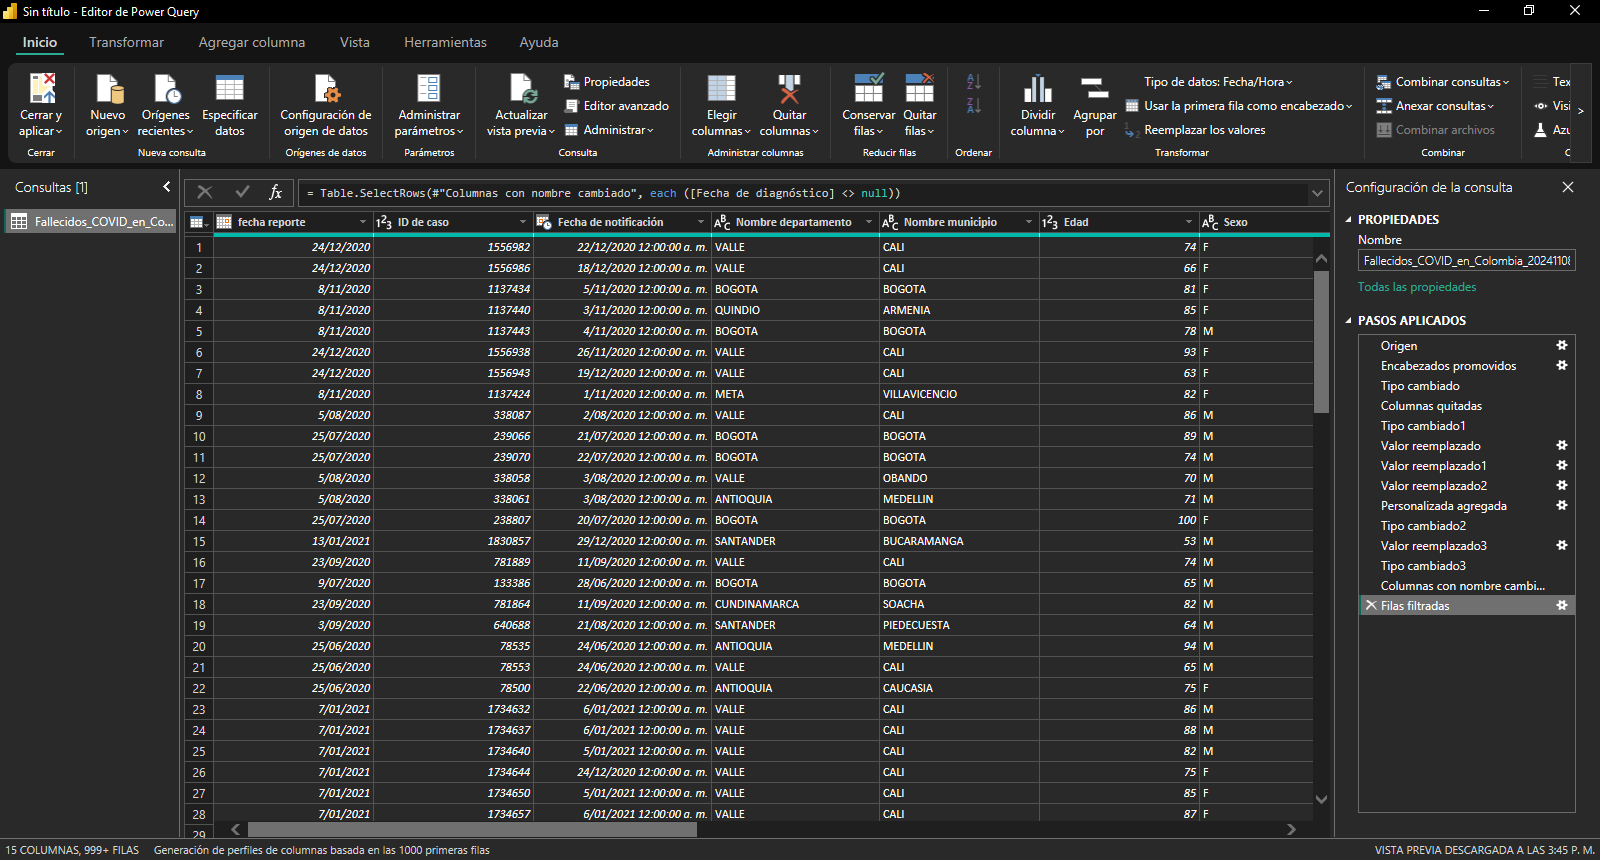 Sin título - Editor de Power Query
Inicio Transformar Agregar columna Vista Herramientas Ayuda
Cerrar y aplicar
Cerrar
Nuevo origen Orígenes recientes Especificar datos
Nueva consulta
Configuración de origen de datos
Orígenes de datos
Administrar parámetros
Parámetros
Actualizar vista previa
Propiedades
Editor avanzado
Administrar
Consulta
Elegir columnas Quitar columnas
Administrar columnas
Conservar filas Quitar filas
Reducir filas
Ordenar
Dividir columna Agrupar por
Tipo de datos: Fecha/Hora
Usar la primera fila como encabezado
Reemplazar los valores
Transformar
Combinar consultas
Anexar consultas
Combinar archivos
Combinar
Tex
Visi
Azu
Consultas [1]
Fallecidos_COVID_en_Co...
= Table.SelectRows(#"Columnas con nombre cambiado", each ([Fecha de diagnóstico] <> null))
fecha reporte 1²3 ID de caso Fecha de notificación ABC Nombre departamento ABC Nombre municipio 1²3 Edad ABC Sexo
1 24/12/2020 1556982 22/12/2020 12:00:00 a. m. VALLE CALI 74 F
2 24/12/2020 1556986 18/12/2020 12:00:00 a. m. VALLE CALI 66 F
3 8/11/2020 1137434 5/11/2020 12:00:00 a. m. BOGOTA BOGOTA 81 F
4 8/11/2020 1137440 3/11/2020 12:00:00 a. m. QUINDIO ARMENIA 85 F
5 8/11/2020 1137443 4/11/2020 12:00:00 a. m. BOGOTA BOGOTA 78 M
6 24/12/2020 1556938 26/11/2020 12:00:00 a. m. VALLE CALI 93 F
7 24/12/2020 1556943 19/12/2020 12:00:00 a. m. VALLE CALI 63 F
8 8/11/2020 1137424 1/11/2020 12:00:00 a. m. META VILLAVICENCIO 82 F
9 5/08/2020 338087 2/08/2020 12:00:00 a. m. VALLE CALI 86 M
10 25/07/2020 239066 21/07/2020 12:00:00 a. m. BOGOTA BOGOTA 89 M
11 25/07/2020 239070 22/07/2020 12:00:00 a. m. BOGOTA BOGOTA 74 M
12 5/08/2020 338058 3/08/2020 12:00:00 a. m. VALLE OBANDO 70 M
13 5/08/2020 338061 3/08/2020 12:00:00 a. m. ANTIOQUIA MEDELLIN 71 M
14 25/07/2020 238807 20/07/2020 12:00:00 a. m. BOGOTA BOGOTA 100 F
15 13/01/2021 1830857 29/12/2020 12:00:00 a. m. SANTANDER BUCARAMANGA 53 M
16 23/09/2020 781889 11/09/2020 12:00:00 a. m. VALLE CALI 74 M
17 9/07/2020 133386 28/06/2020 12:00:00 a. m. BOGOTA BOGOTA 65 M
18 23/09/2020 781864 11/09/2020 12:00:00 a. m. CUNDINAMARCA SOACHA 82 M
19 3/09/2020 640688 21/08/2020 12:00:00 a. m. SANTANDER PIEDECUESTA 64 M
20 25/06/2020 78535 24/06/2020 12:00:00 a. m. ANTIOQUIA MEDELLIN 94 M
21 25/06/2020 78553 24/06/2020 12:00:00 a. m. VALLE CALI 65 M
22 25/06/2020 78500 22/06/2020 12:00:00 a. m. ANTIOQUIA CAUCASIA 75 F
23 7/01/2021 1734632 6/01/2021 12:00:00 a. m. VALLE CALI 86 M
24 7/01/2021 1734637 6/01/2021 12:00:00 a. m. VALLE CALI 88 M
25 7/01/2021 1734640 5/01/2021 12:00:00 a. m. VALLE CALI 82 M
26 7/01/2021 1734644 24/12/2020 12:00:00 a. m. VALLE CALI 75 F
27 7/01/2021 1734650 5/01/2021 12:00:00 a. m. VALLE CALI 85 F
28 7/01/2021 1734657 6/01/2021 12:00:00 a. m. VALLE CALI 87 F
29
Configuración de la consulta
PROPIEDADES
Nombre
Fallecidos_COVID_en_Colombia_20241108
Todas las propiedades
PASOS APLICADOS
Origen
Encabezados promovidos
Tipo cambiado
Columnas quitadas
Tipo cambiado1
Valor reemplazado
Valor reemplazado1
Valor reemplazado2
Personalizada agregada
Tipo cambiado2
Valor reemplazado3
Tipo cambiado3
Columnas con nombre cambi...
Filas filtradas
15 COLUMNAS, 999+ FILAS Generación de perfiles de columnas basada en las 1000 primeras filas
VISTA PREVIA DESCARGADA A LAS 3:45 P. M.